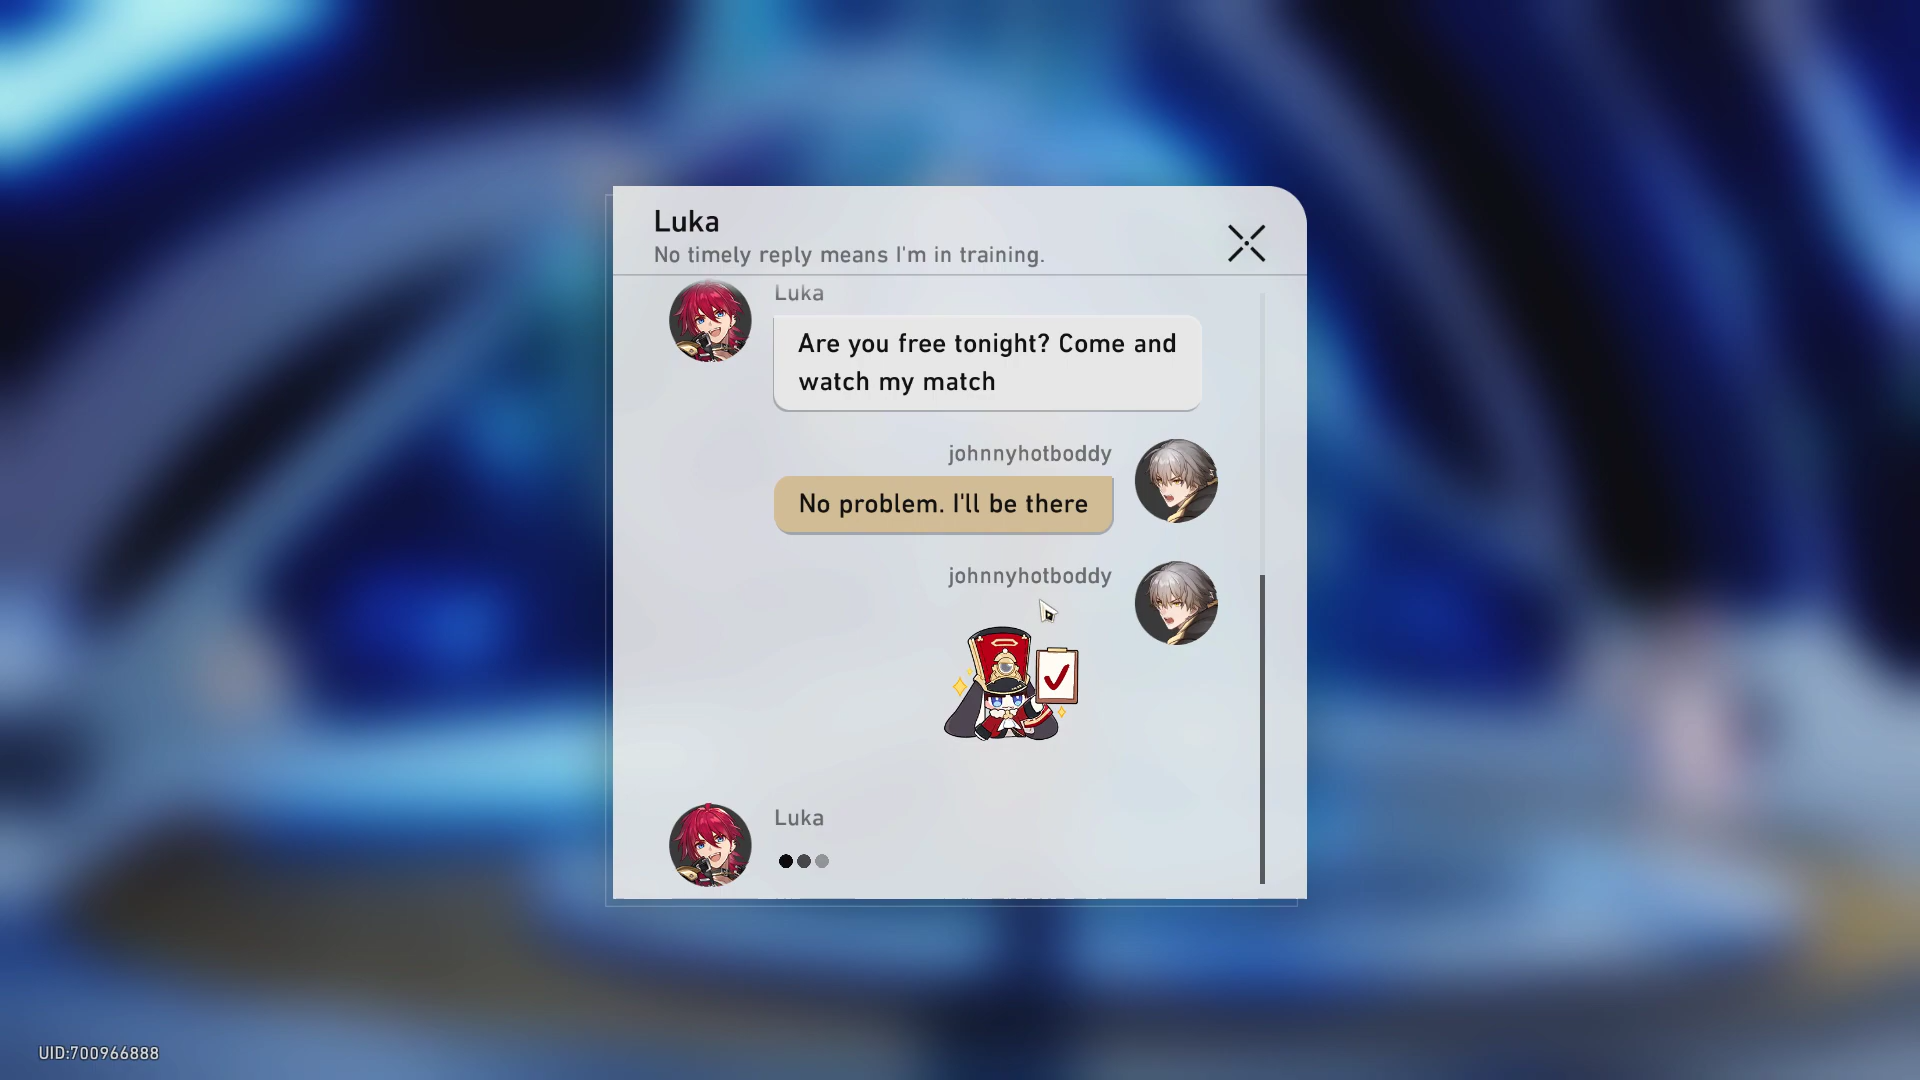 Luka
No timely reply means I'm in training.
Luka
Are you free tonight? Come and
watch my match
johnnyhotboddy
No problem. I'll be there
johnnyhotboddy
Luka
UID:700966888